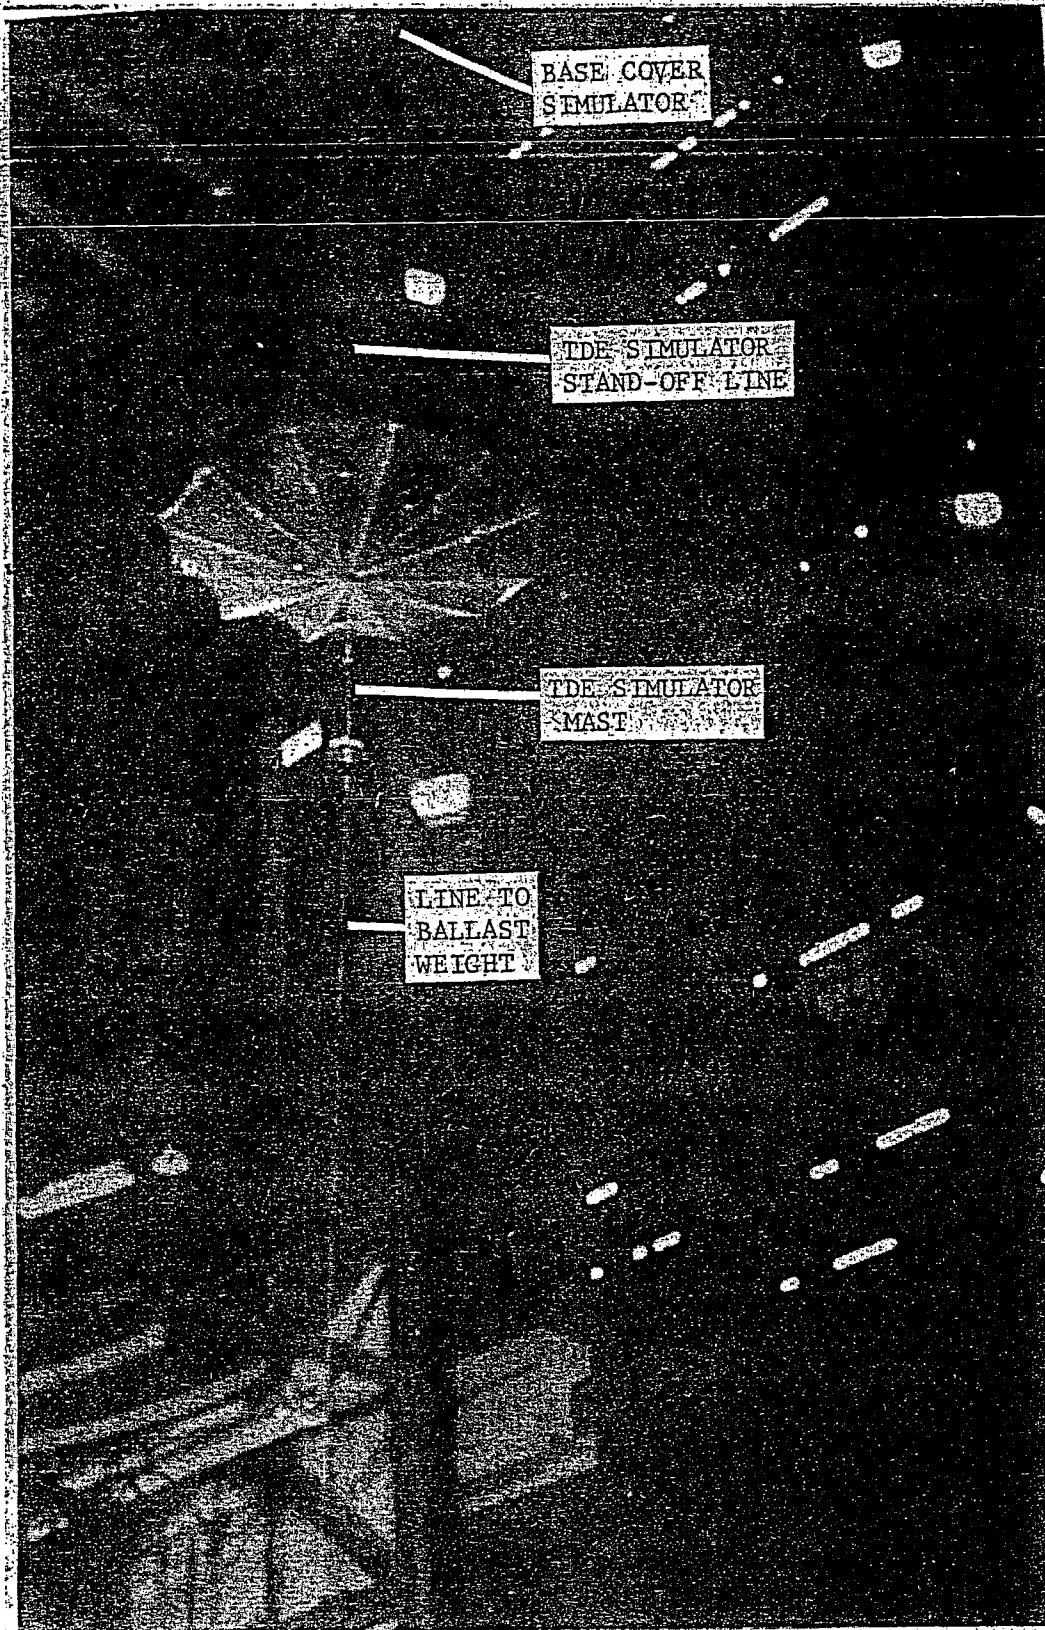 BASE COVER
SIMULATOR
TDE SIMULATOR
STAND-OFF LINE
TDE SIMULATOR
MAST
LINE TO
BALLAST
WEIGHT